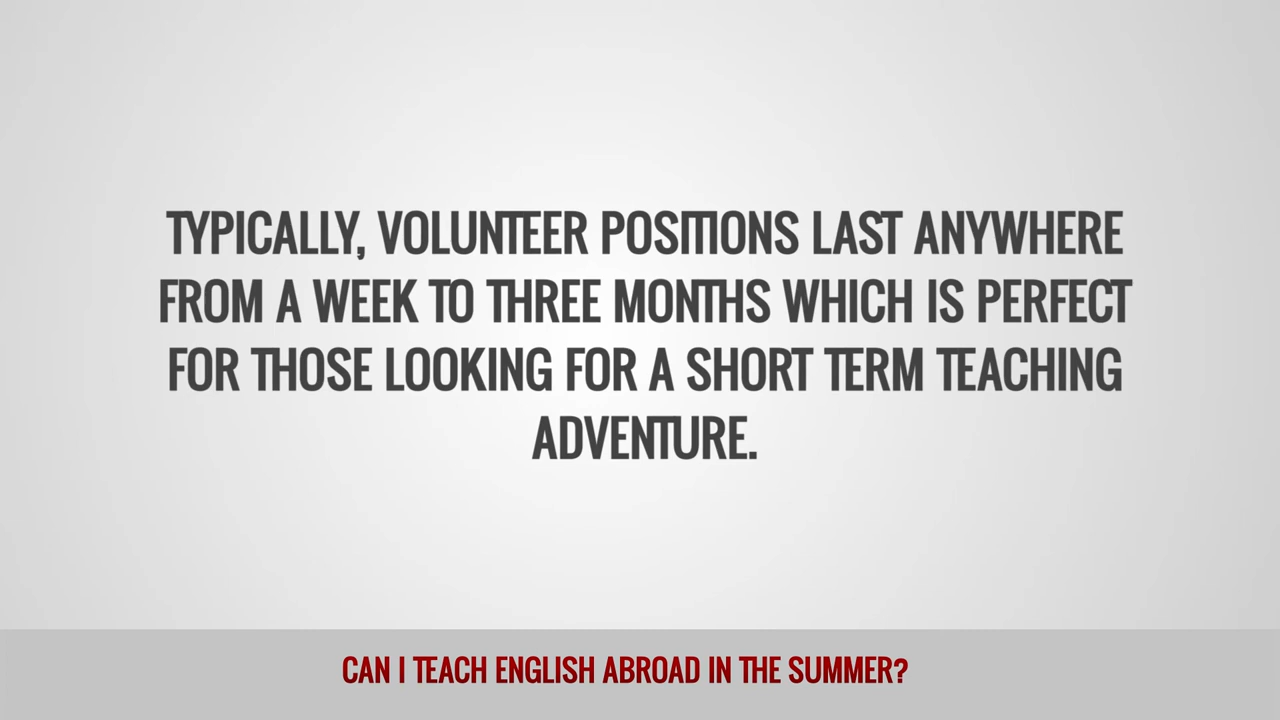 TYPICALLY, VOLUNTEER POSITIONS LAST ANYWHERE
FROM A WEEK TO THREE MONTHS WHICH IS PERFECT
FOR THOSE LOOKING FOR A SHORT TERM TEACHING
ADVENTURE.
CAN I TEACH ENGLISH ABROAD IN THE SUMMER?